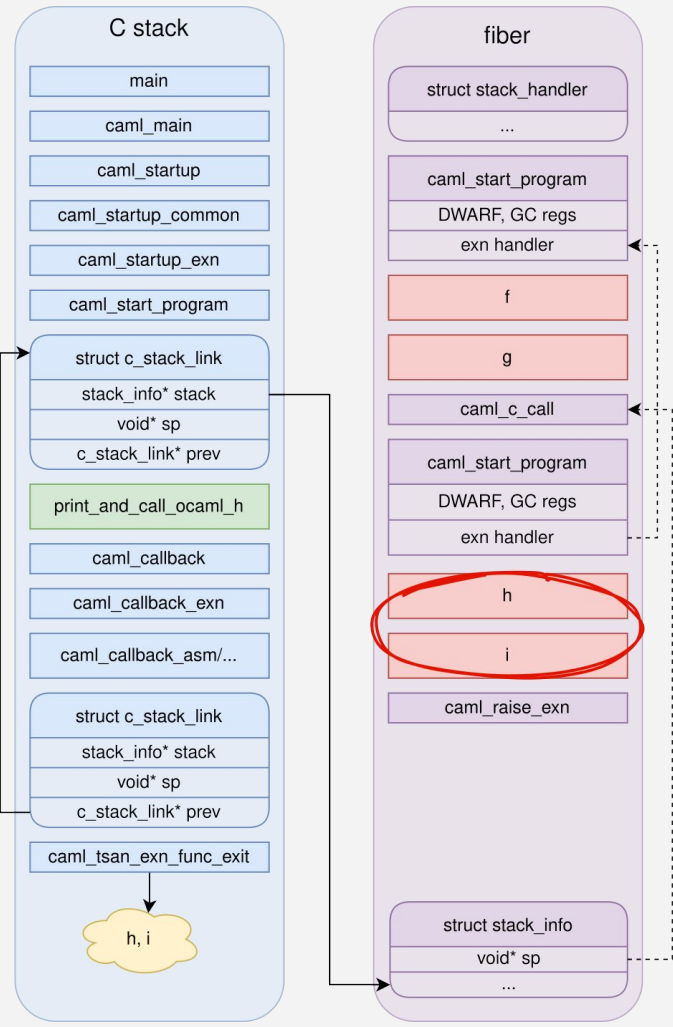 C stack
main
caml_main
caml_startup
caml_startup_common
caml_startup_exn
caml_start_program
struct c_stack_link
stack_info* stack
void* sp
c_stack_link* prev
print_and_call_ocaml_h
caml_callback
caml_callback_exn
caml_callback_asm/...
struct c_stack_link
stack_info* stack
void* sp
c_stack_link* prev
caml_tsan_exn_func_exit
h, i
fiber
struct stack_handler
...
caml_start_program
DWARF, GC regs
exn handler
f
g
caml_c_call
caml_start_program
DWARF, GC regs
exn handler
h
i
caml_raise_exn
struct stack_info
void* sp
...